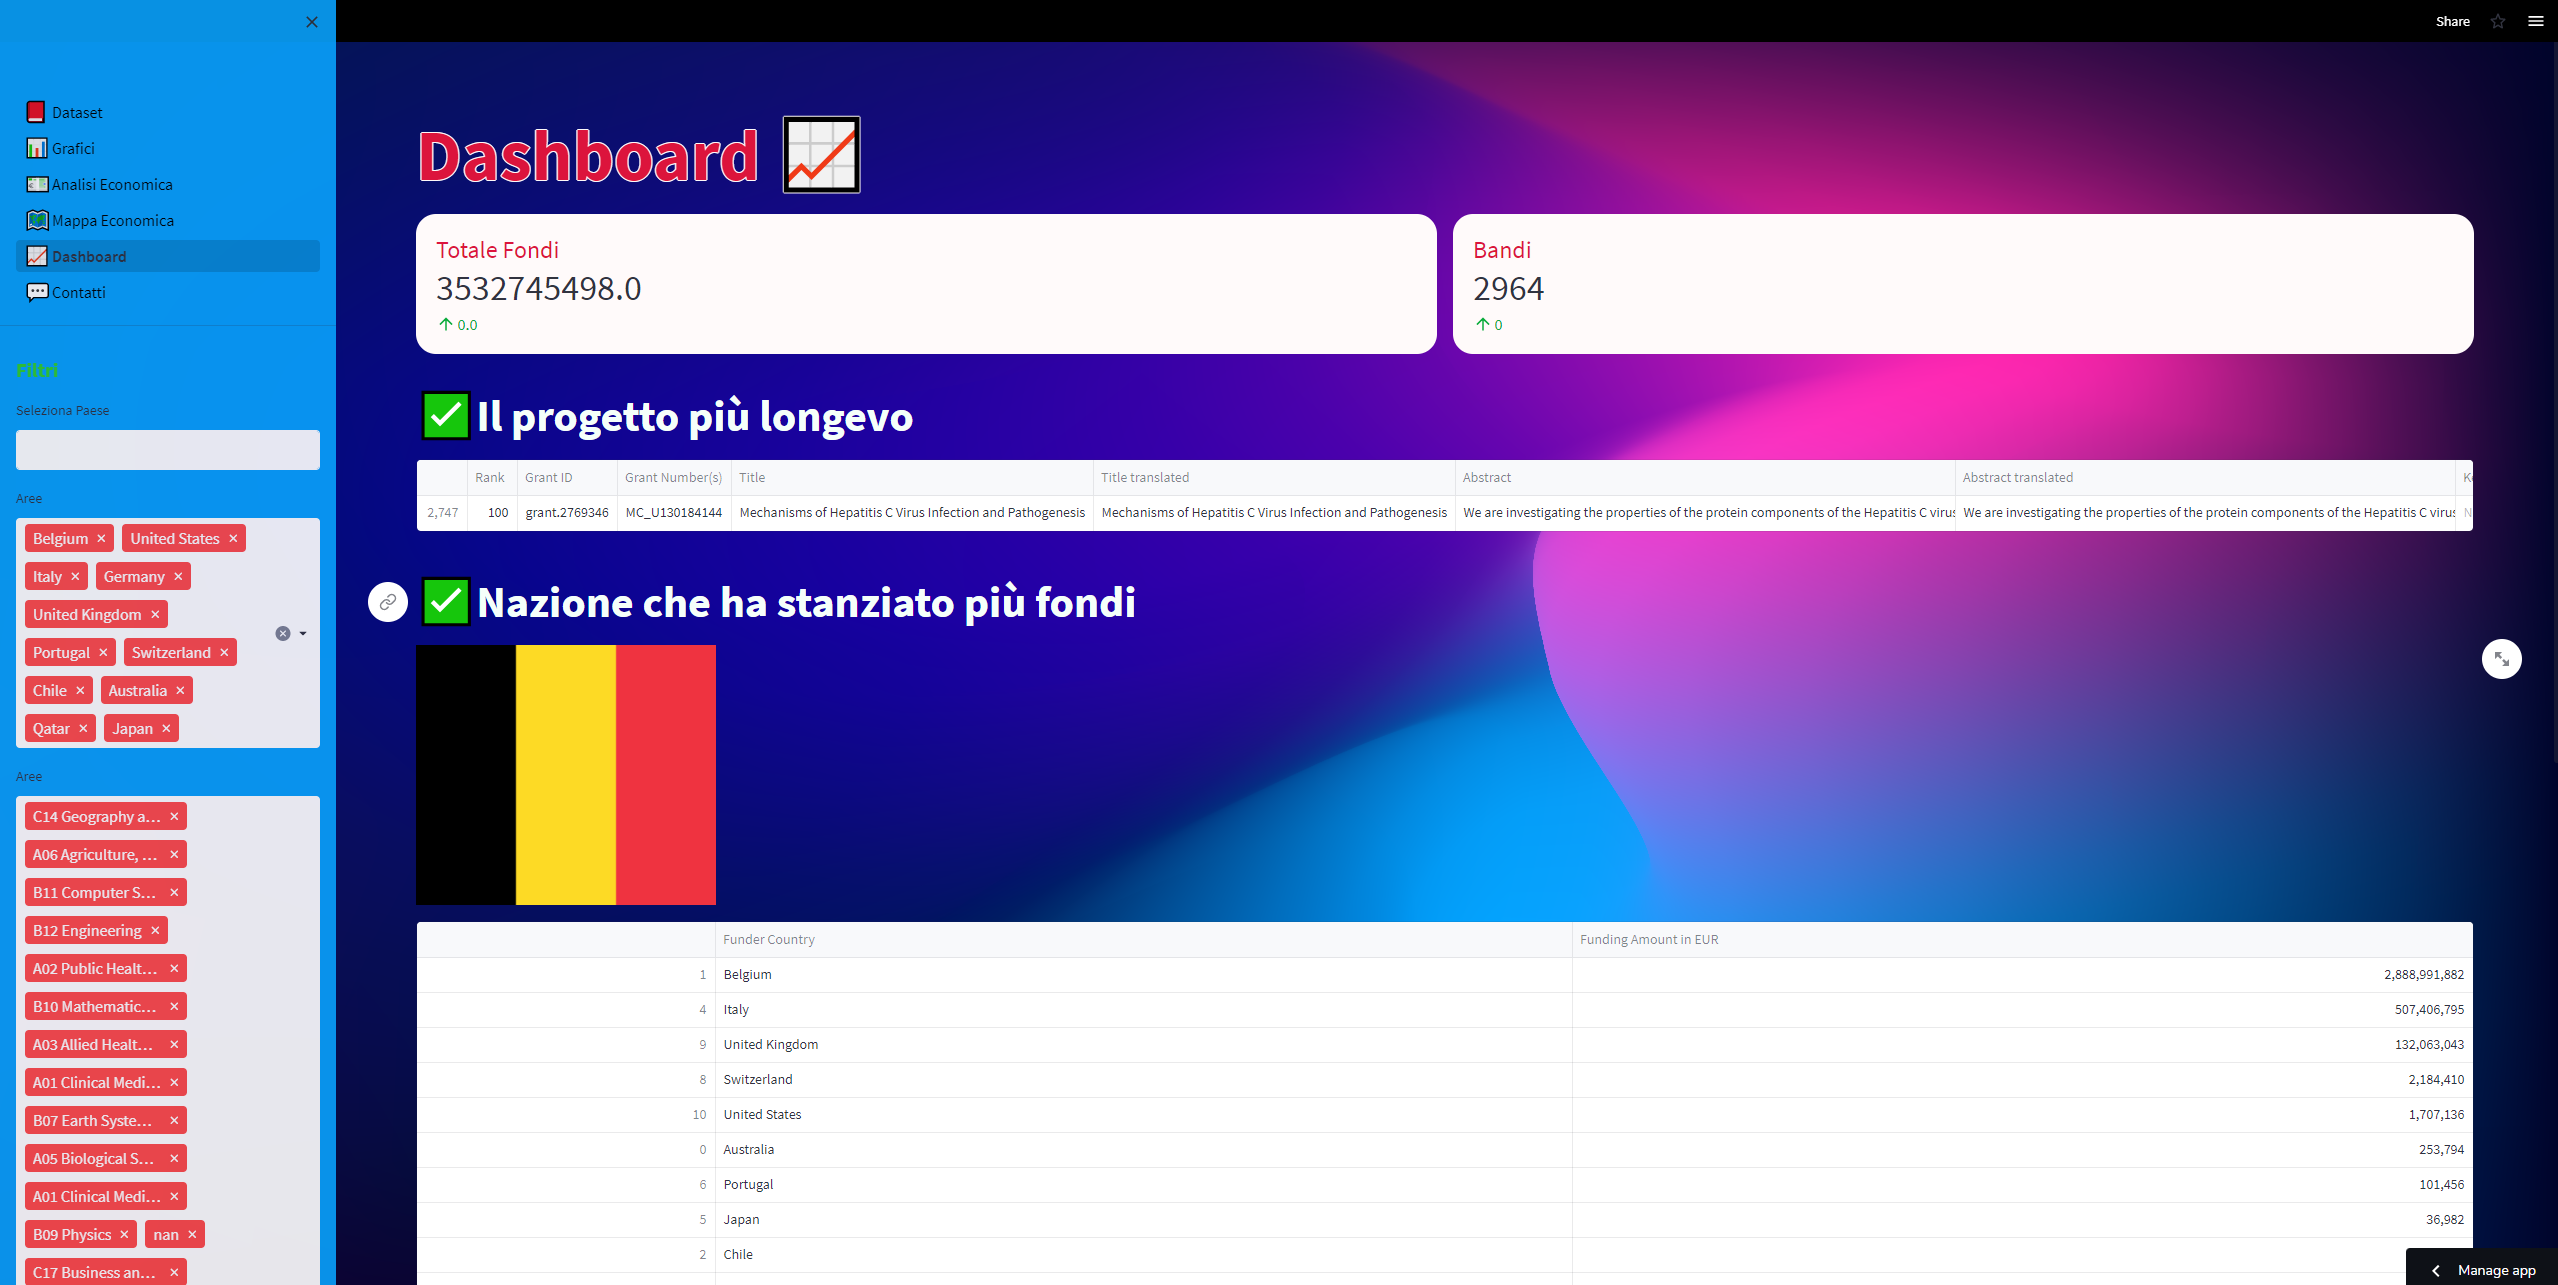 Share
Dataset
Grafici
Analisi Economica
Mappa Economica
Dashboard
Contatti
Filtri
Seleziona Paese
Aree
Belgium United States
Italy Germany
United Kingdom
Portugal Switzerland
Chile Australia
Qatar Japan
Aree
C14 Geography a...
A06 Agriculture, ...
B11 Computer S...
B12 Engineering
A02 Public Healt...
B10 Mathematic...
A03 Allied Healt...
A01 Clinical Medi...
B07 Earth Syste...
A05 Biological S...
A01 Clinical Medi...
B09 Physics nan
C17 Business an...
Dashboard
Totale Fondi
3532745498.0
0.0
Bandi
2964
0
Il progetto più longevo
Rank Grant ID Grant Number(s) Title Title translated Abstract Abstract translated
2,747 100 grant.2769346 MC_U130184144 Mechanisms of Hepatitis C Virus Infection and Pathogenesis Mechanisms of Hepatitis C Virus Infection and Pathogenesis We are investigating the properties of the protein components of the Hepatitis C virus We are investigating the properties of the protein components of the Hepatitis C virus
Nazione che ha stanziato più fondi
Funder Country Funding Amount in EUR
1 Belgium 2,888,991,882
4 Italy 507,406,795
9 United Kingdom 132,063,043
8 Switzerland 2,184,410
10 United States 1,707,136
0 Australia 253,794
6 Portugal 101,456
5 Japan 36,982
2 Chile
Manage app